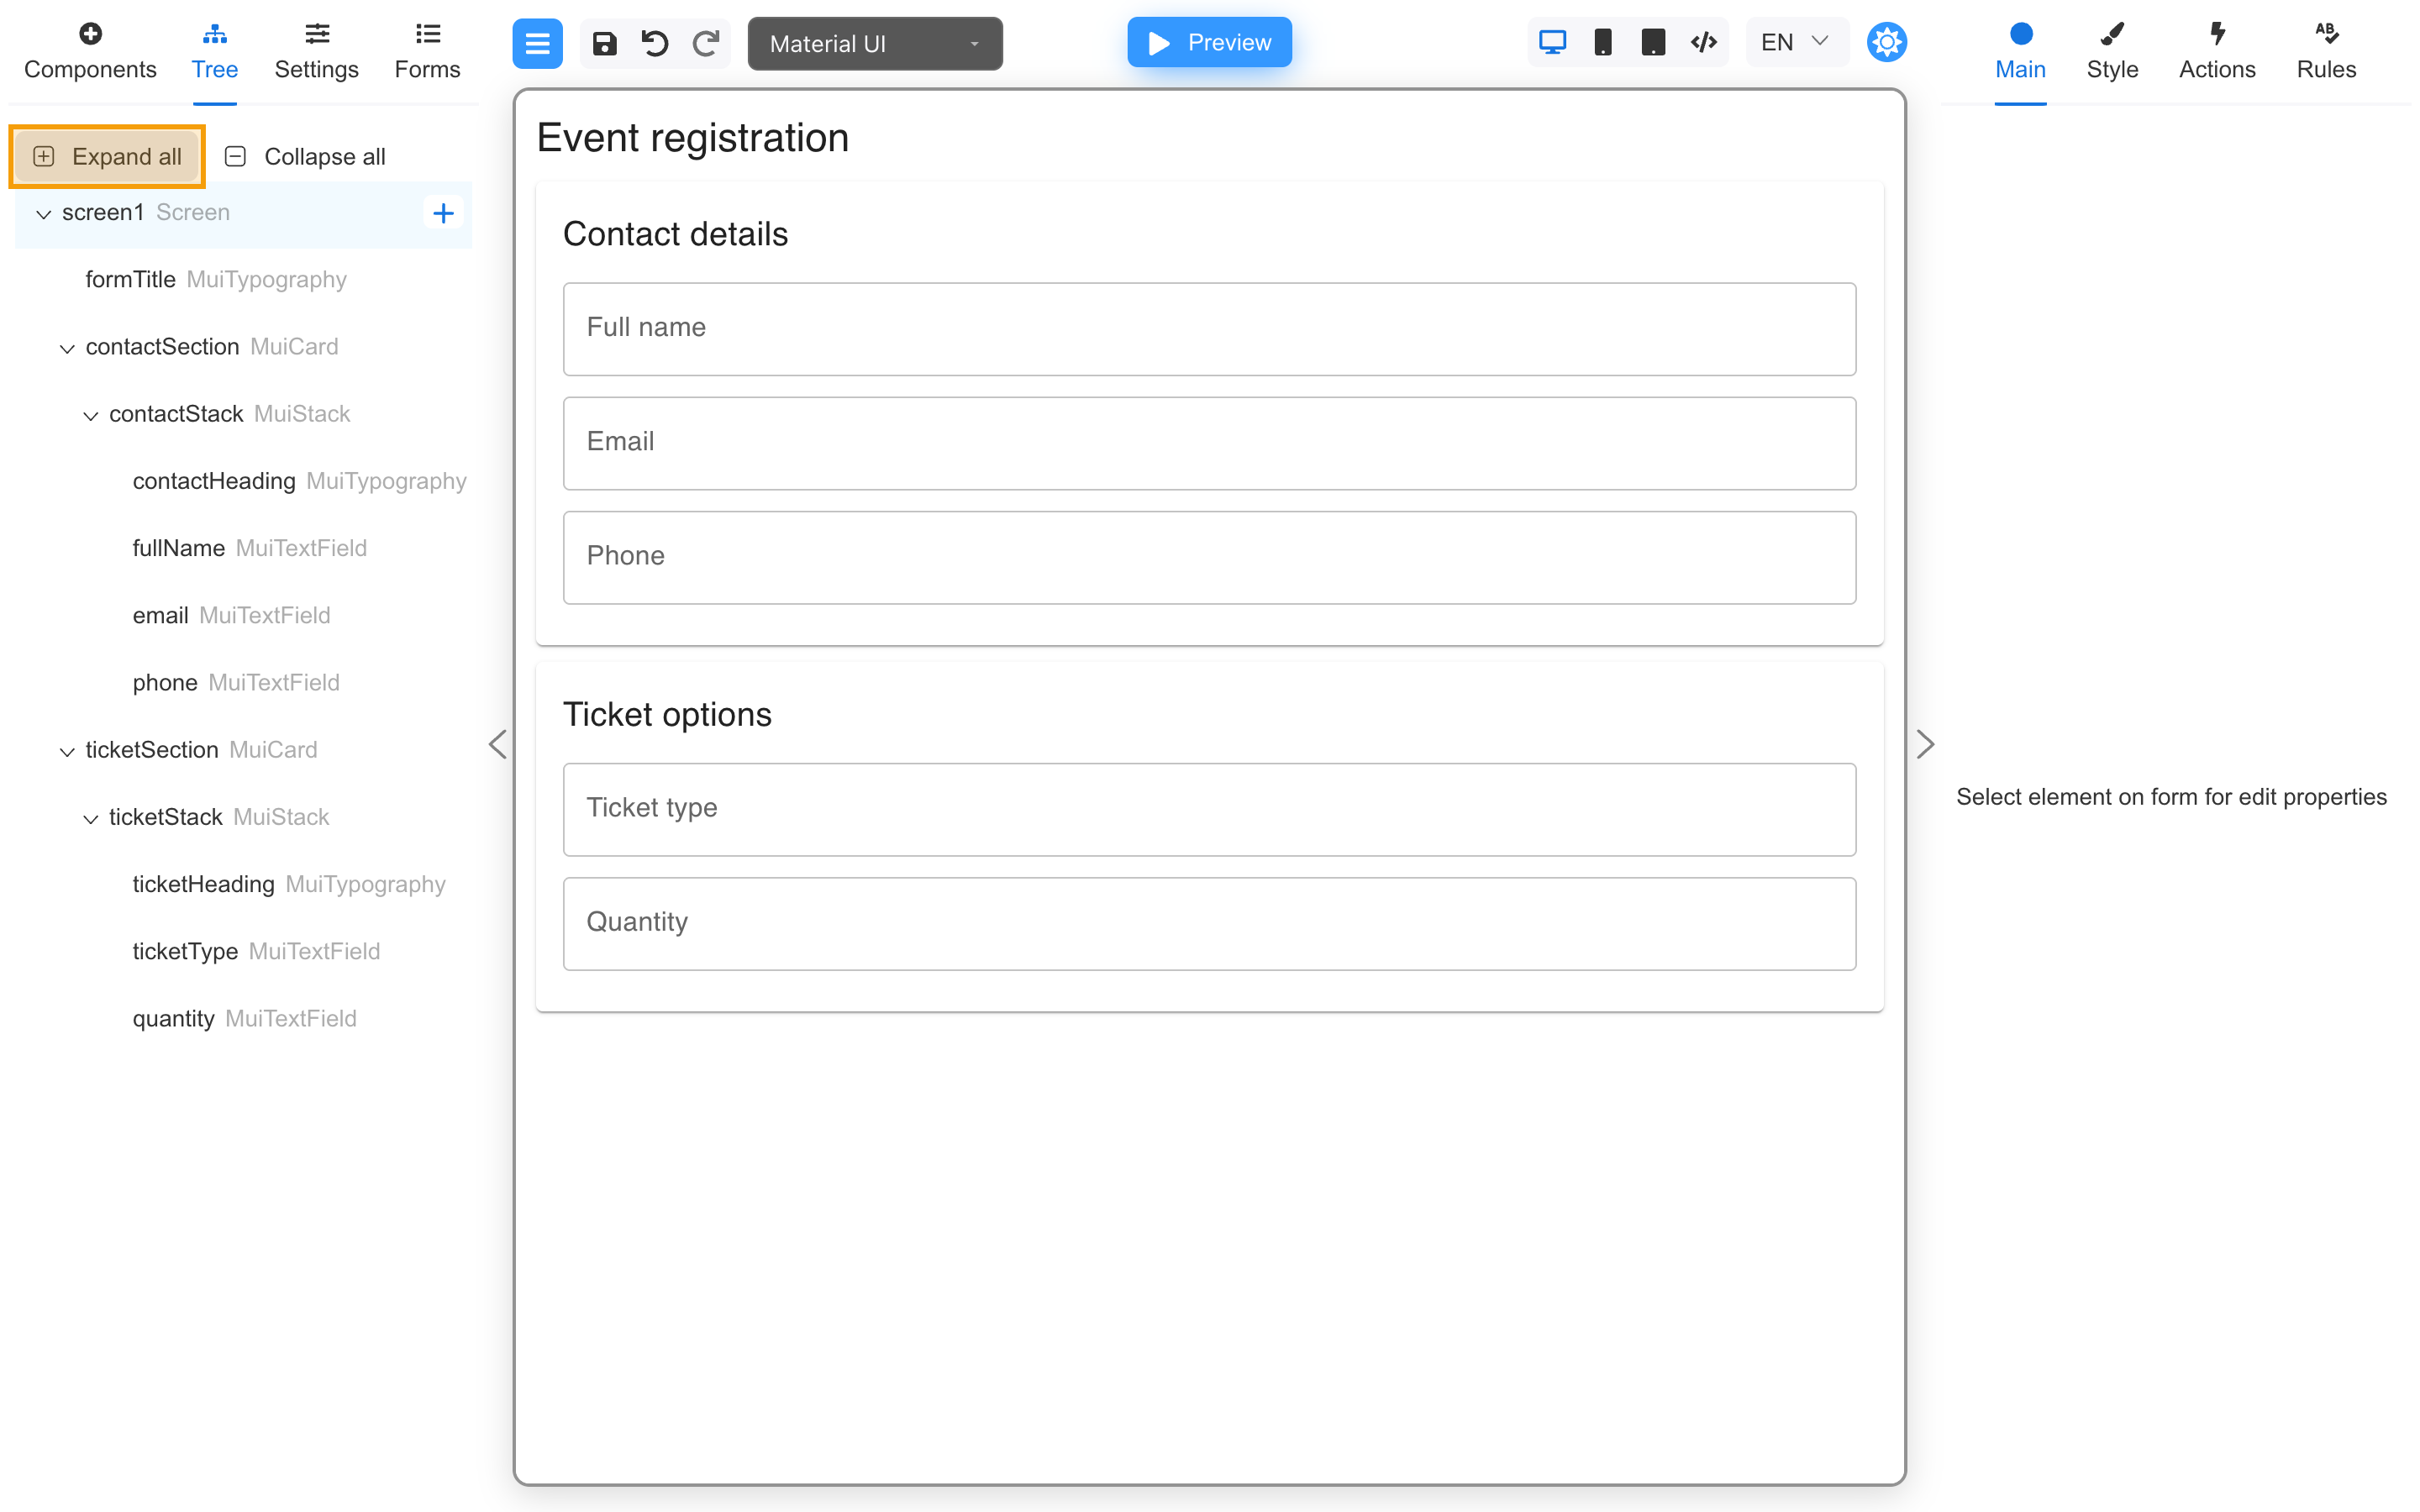 Components Tree Settings Forms
Material UI
Preview
EN
Main Style Actions Rules
Expand all Collapse all
screen1 Screen
formTitle MuiTypography
contactSection MuiCard
contactStack MuiStack
contactHeading MuiTypography
fullName MuiTextField
email MuiTextField
phone MuiTextField
ticketSection MuiCard
ticketStack MuiStack
ticketHeading MuiTypography
ticketType MuiTextField
quantity MuiTextField
Event registration
Contact details
Full name
Email
Phone
Ticket options
Ticket type
Quantity
Select element on form for edit properties